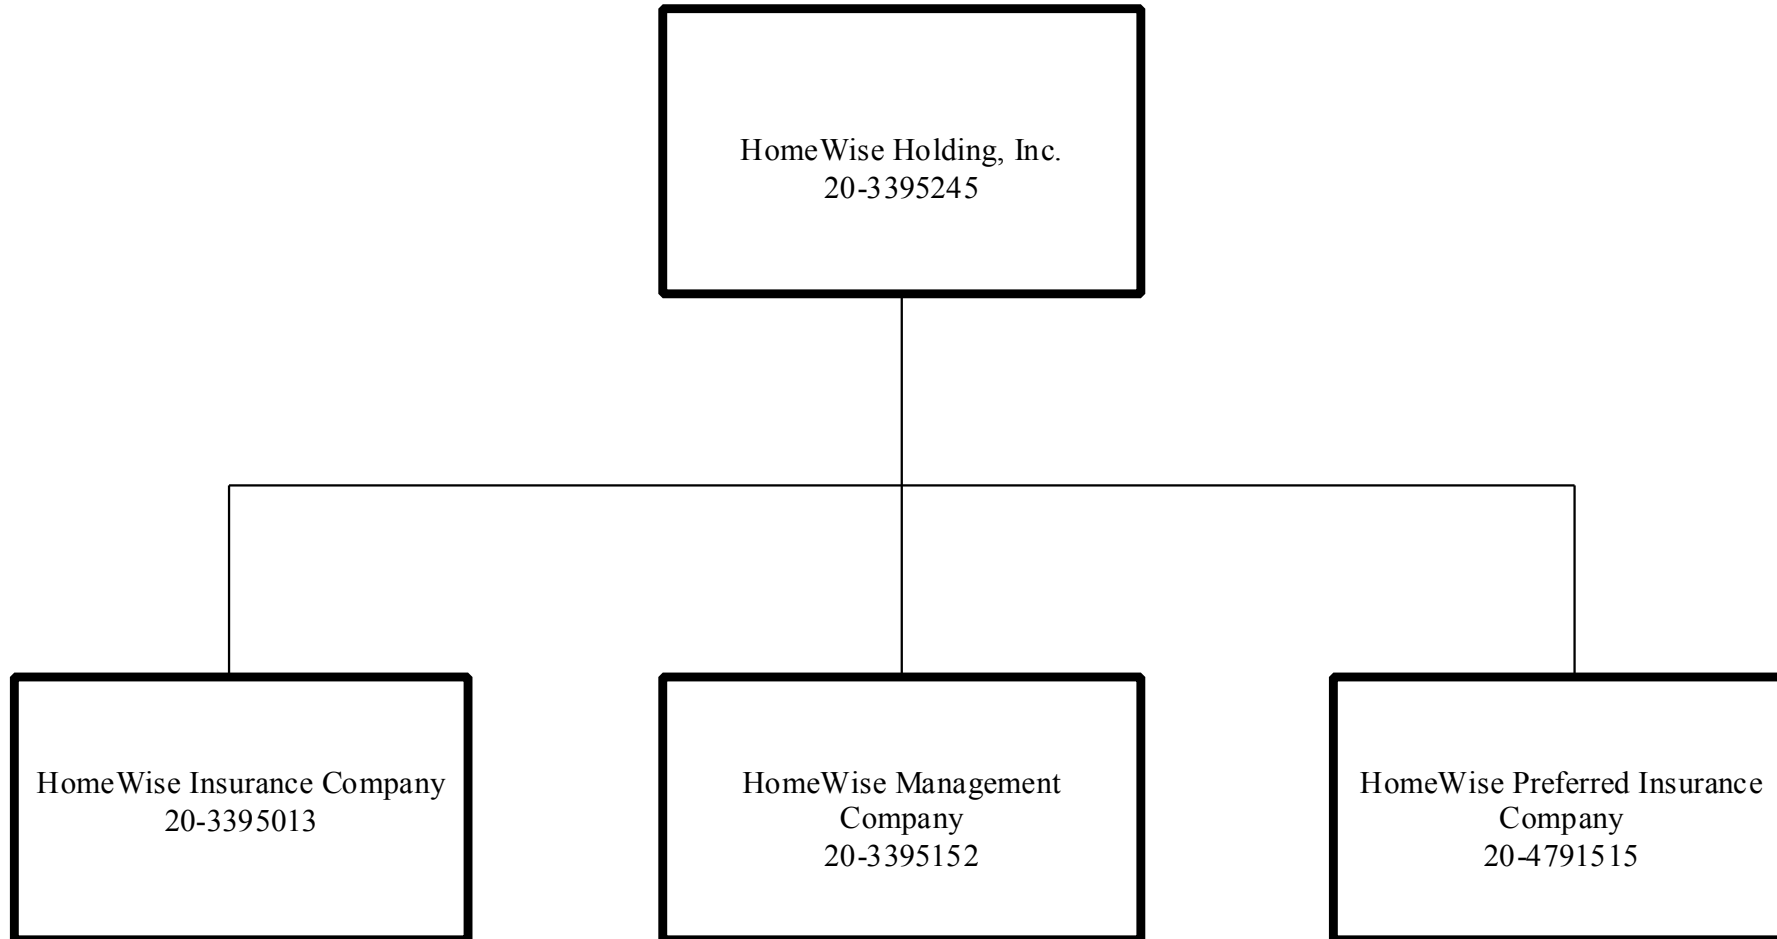 HomeWise Holding, Inc.
20-3395245
HomeWise Insurance Company
20-3395013
HomeWise Management
Company
20-3395152
HomeWise Preferred Insurance
Company
20-4791515